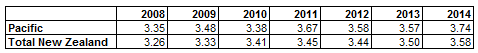 2008 2009 2010 2011 2012 2013 2014
Pacific 3.35 3.48 3.38 3.67 3.58 3.57 3.74
Total New Zealand 3.26 3.33 3.41 3.45 3.44 3.50 3.58